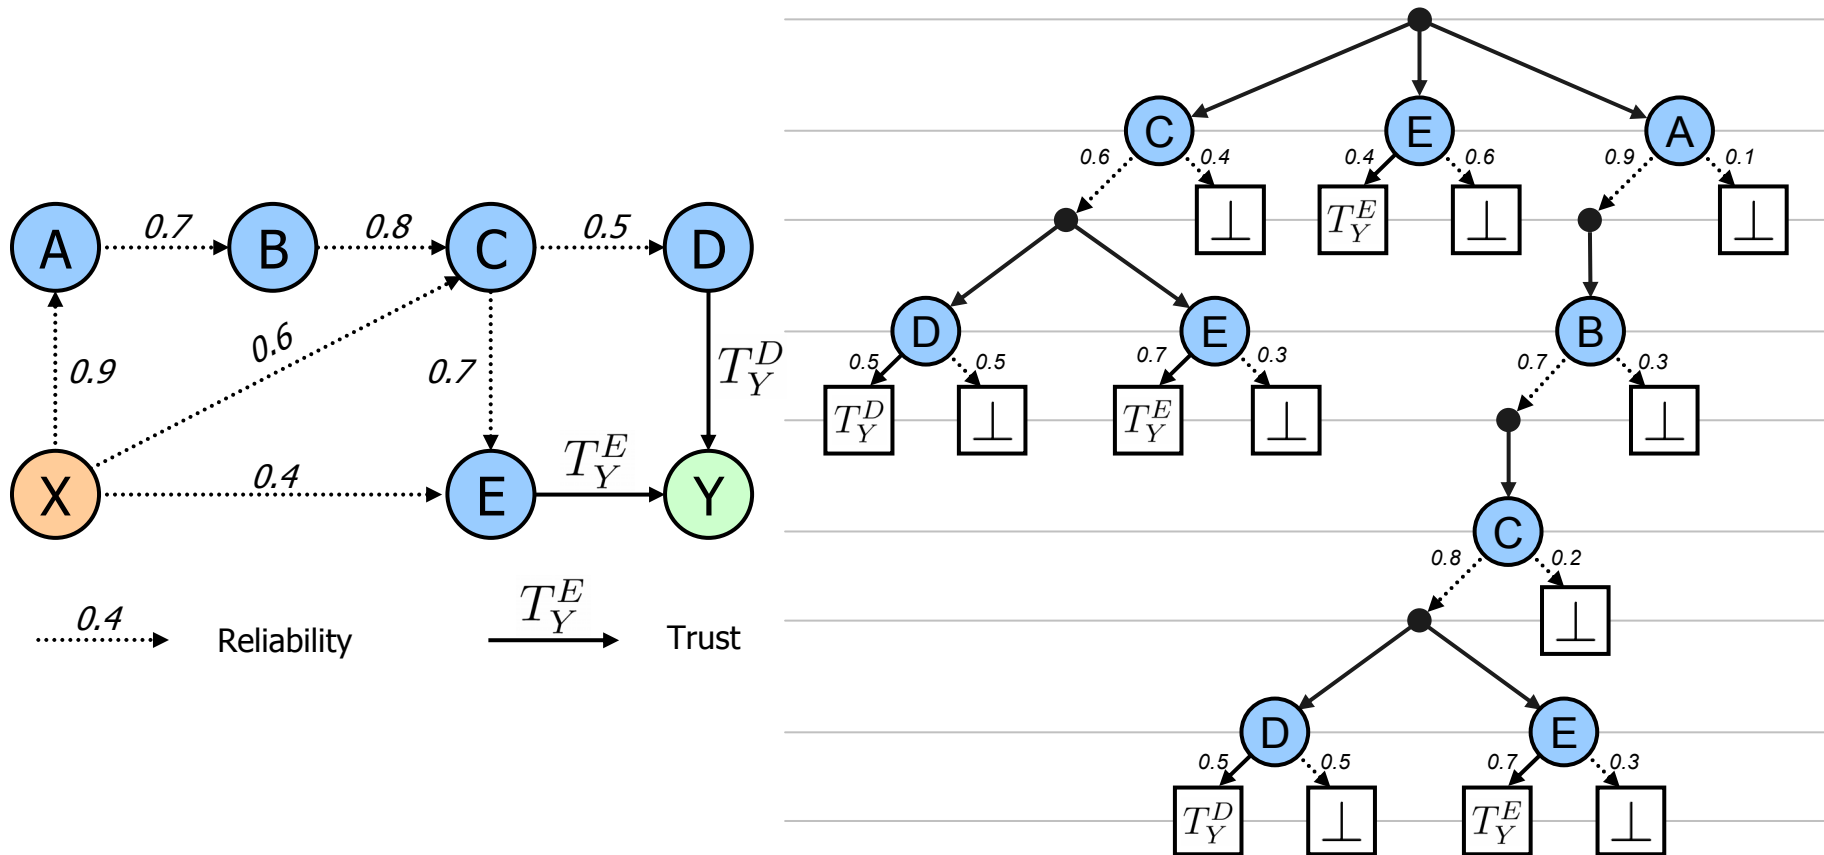 A 0.7 B 0.8 C 0.5 D
0.9 0.6 0.7 T_Y^D
X 0.4 E T_Y^E Y
0.4 Reliability T_Y^E Trust
C E A
0.6 0.4 0.4 0.6 0.9 0.1
⊥ T_Y^E ⊥ ⊥
D E B
0.5 0.5 0.7 0.3 0.7 0.3
T_Y^D ⊥ T_Y^E ⊥ ⊥
C
0.8 0.2
⊥
D E
0.5 0.5 0.7 0.3
T_Y^D ⊥ T_Y^E ⊥